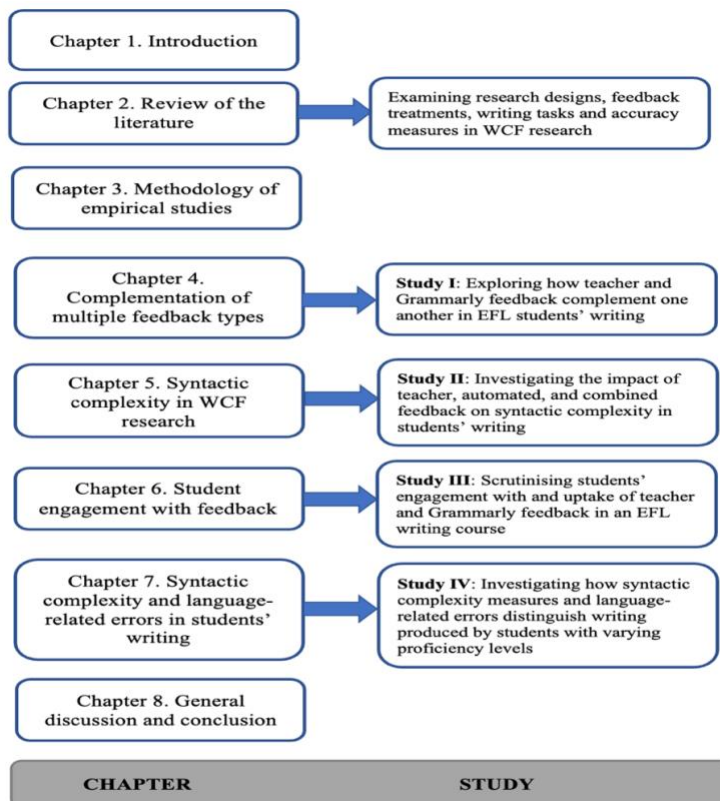 Chapter 1. Introduction
Chapter 2. Review of the
literature
Examining research designs, feedback
treatments, writing tasks and accuracy
measures in WCF research
Chapter 3. Methodology of
empirical studies
Chapter 4.
Complementation of
multiple feedback types
Study I: Exploring how teacher and
Grammarly feedback complement one
another in EFL students' writing
Chapter 5. Syntactic
complexity in WCF
research
Study II: Investigating the impact of
teacher, automated, and combined
feedback on syntactic complexity in
students' writing
Chapter 6. Student
engagement with feedback
Study III: Scrutinising students'
engagement with and uptake of teacher
and Grammarly feedback in an EFL
writing course
Chapter 7. Syntactic
complexity and language-
related errors in students'
writing
Study IV: Investigating how syntactic
complexity measures and language-
related errors distinguish writing
produced by students with varying
proficiency levels
Chapter 8. General
discussion and conclusion
CHAPTER STUDY